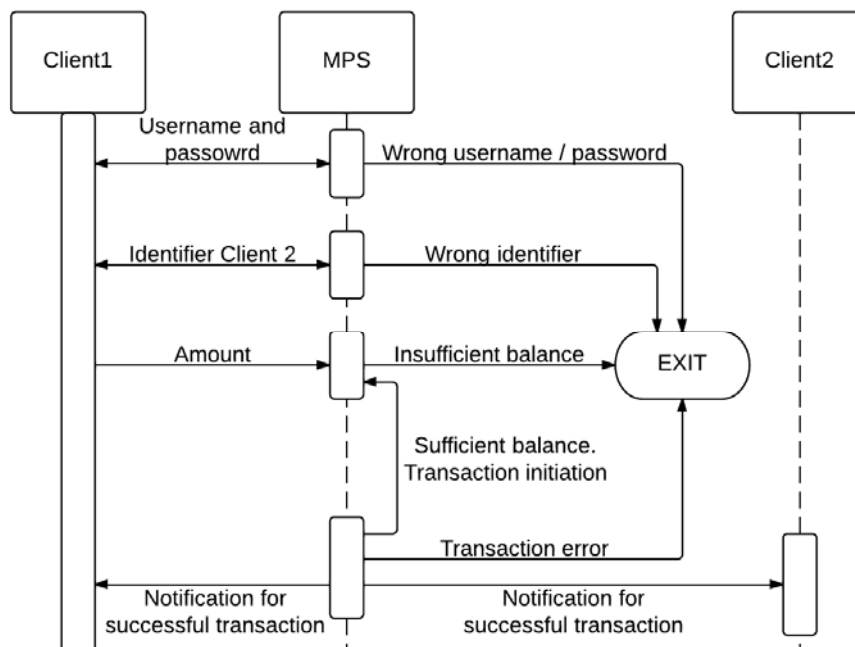 Client1
MPS
Client2
Username and
passowrd
Wrong username / password
Identifier Client 2
Wrong identifier
Amount
Insufficient balance
EXIT
Sufficient balance.
Transaction initiation
Transaction error
Notification for
successful transaction
Notification for
successful transaction